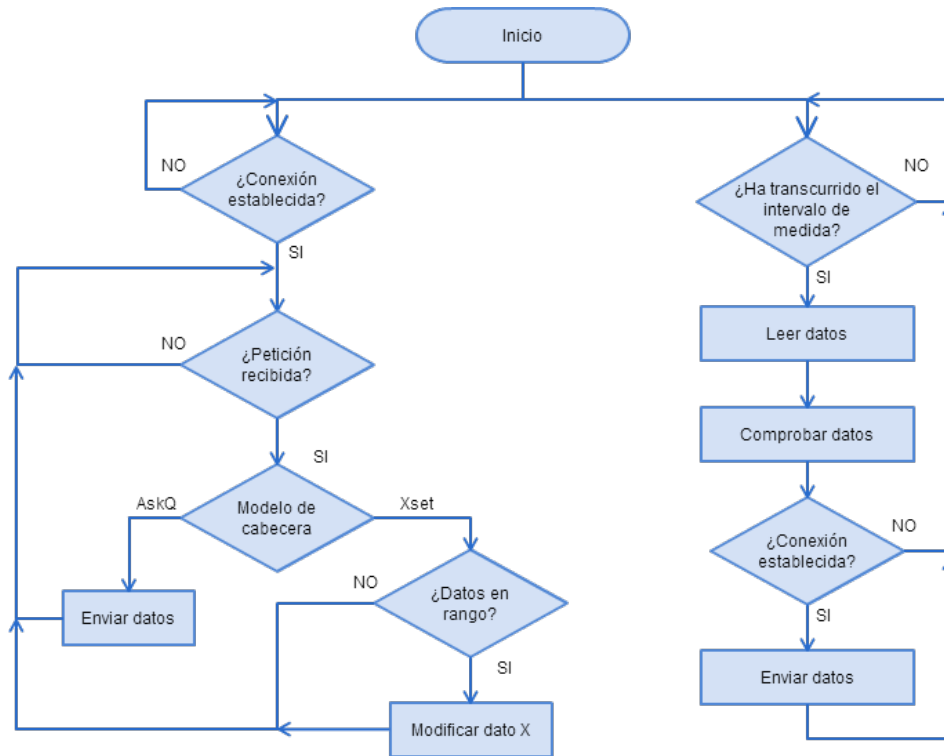 Inicio
NO
¿Conexión
establecida?
SI
NO
¿Petición
recibida?
SI
AskQ
Modelo de
cabecera
Xset
Enviar datos
NO
¿Datos en
rango?
SI
Modificar dato X
¿Ha transcurrido el
intervalo de
medida?
NO
SI
Leer datos
Comprobar datos
¿Conexión
establecida?
NO
SI
Enviar datos